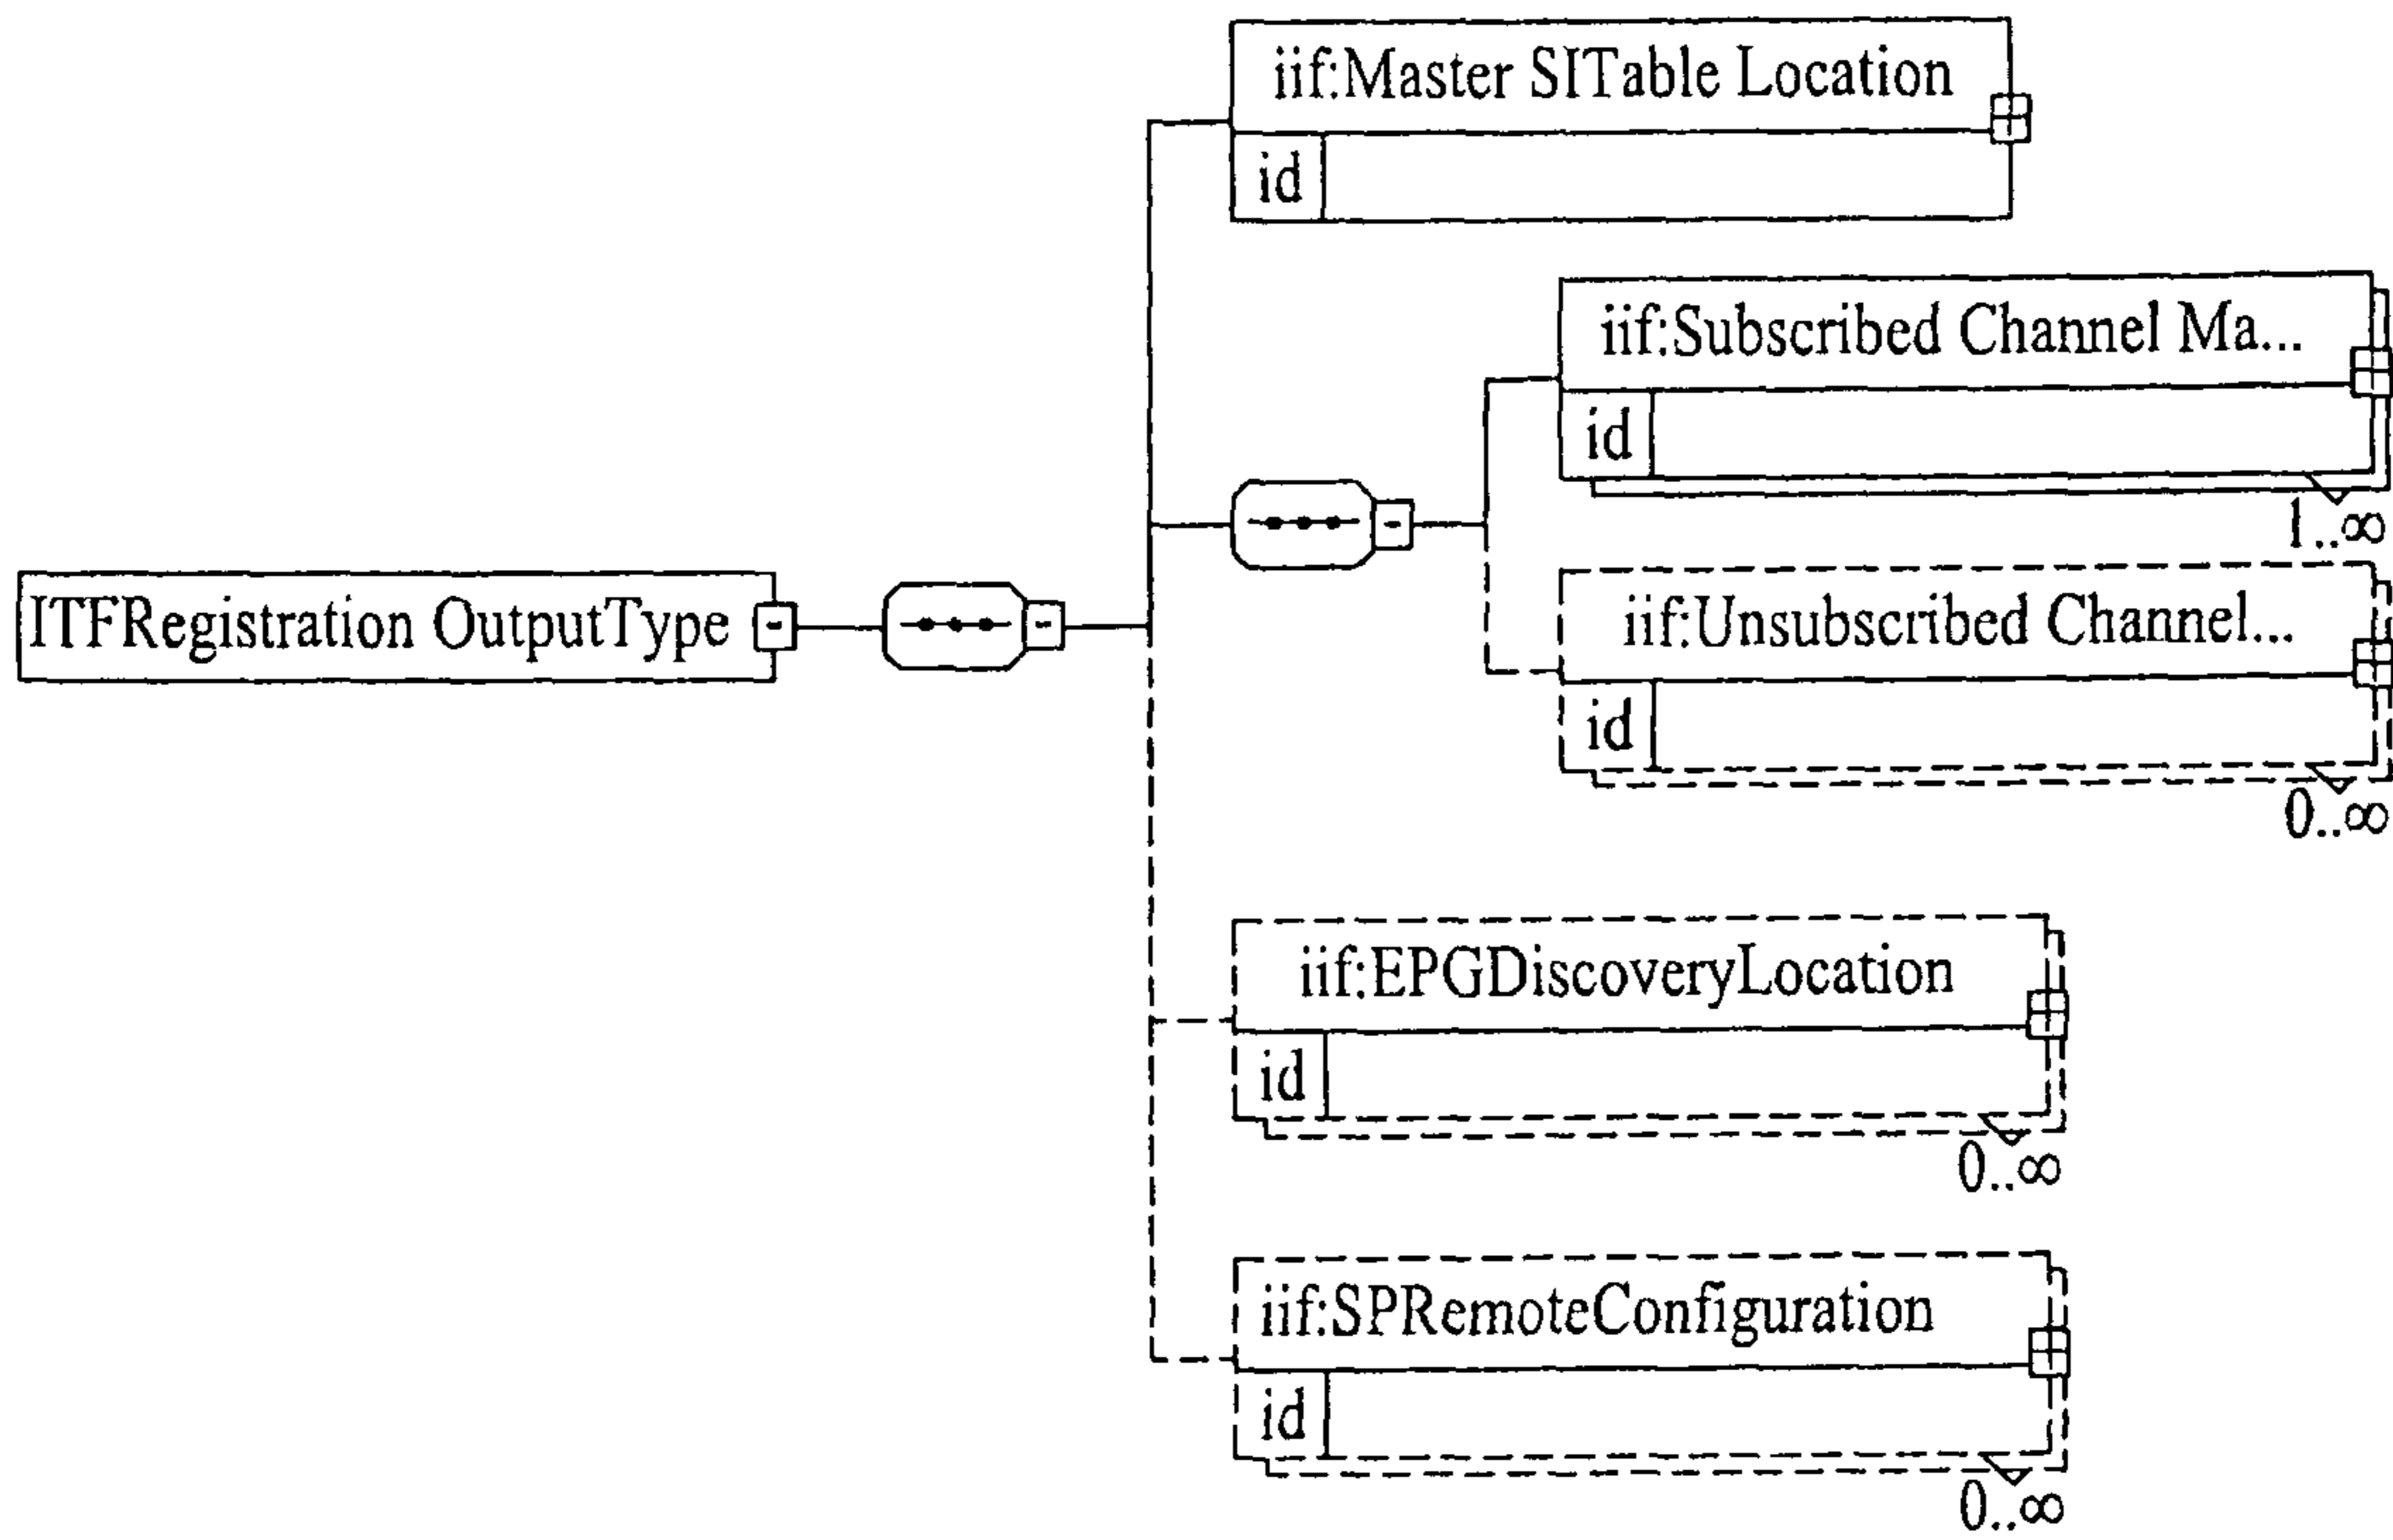 iif:Master SITable Location
id
iif:Subscribed Channel Ma...
id
1..∞
ITFRegistration OutputType
iif:Unsubscribed Channel...
id
0..∞
iif:EPGDiscoveryLocation
id
0..∞
iif:SPRemoteConfiguration
id
0..∞